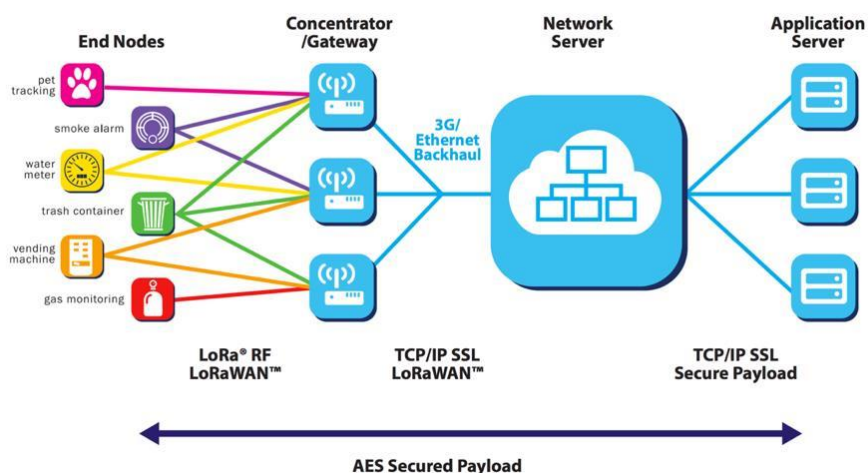 End Nodes
Concentrator
/Gateway
Network
Server
Application
Server
pet
tracking
smoke alarm
water
meter
trash container
vending
machine
gas monitoring
3G/
Ethernet
Backhaul
LoRa® RF
LoRaWAN™
TCP/IP SSL
LoRaWAN™
TCP/IP SSL
Secure Payload
AES Secured Payload